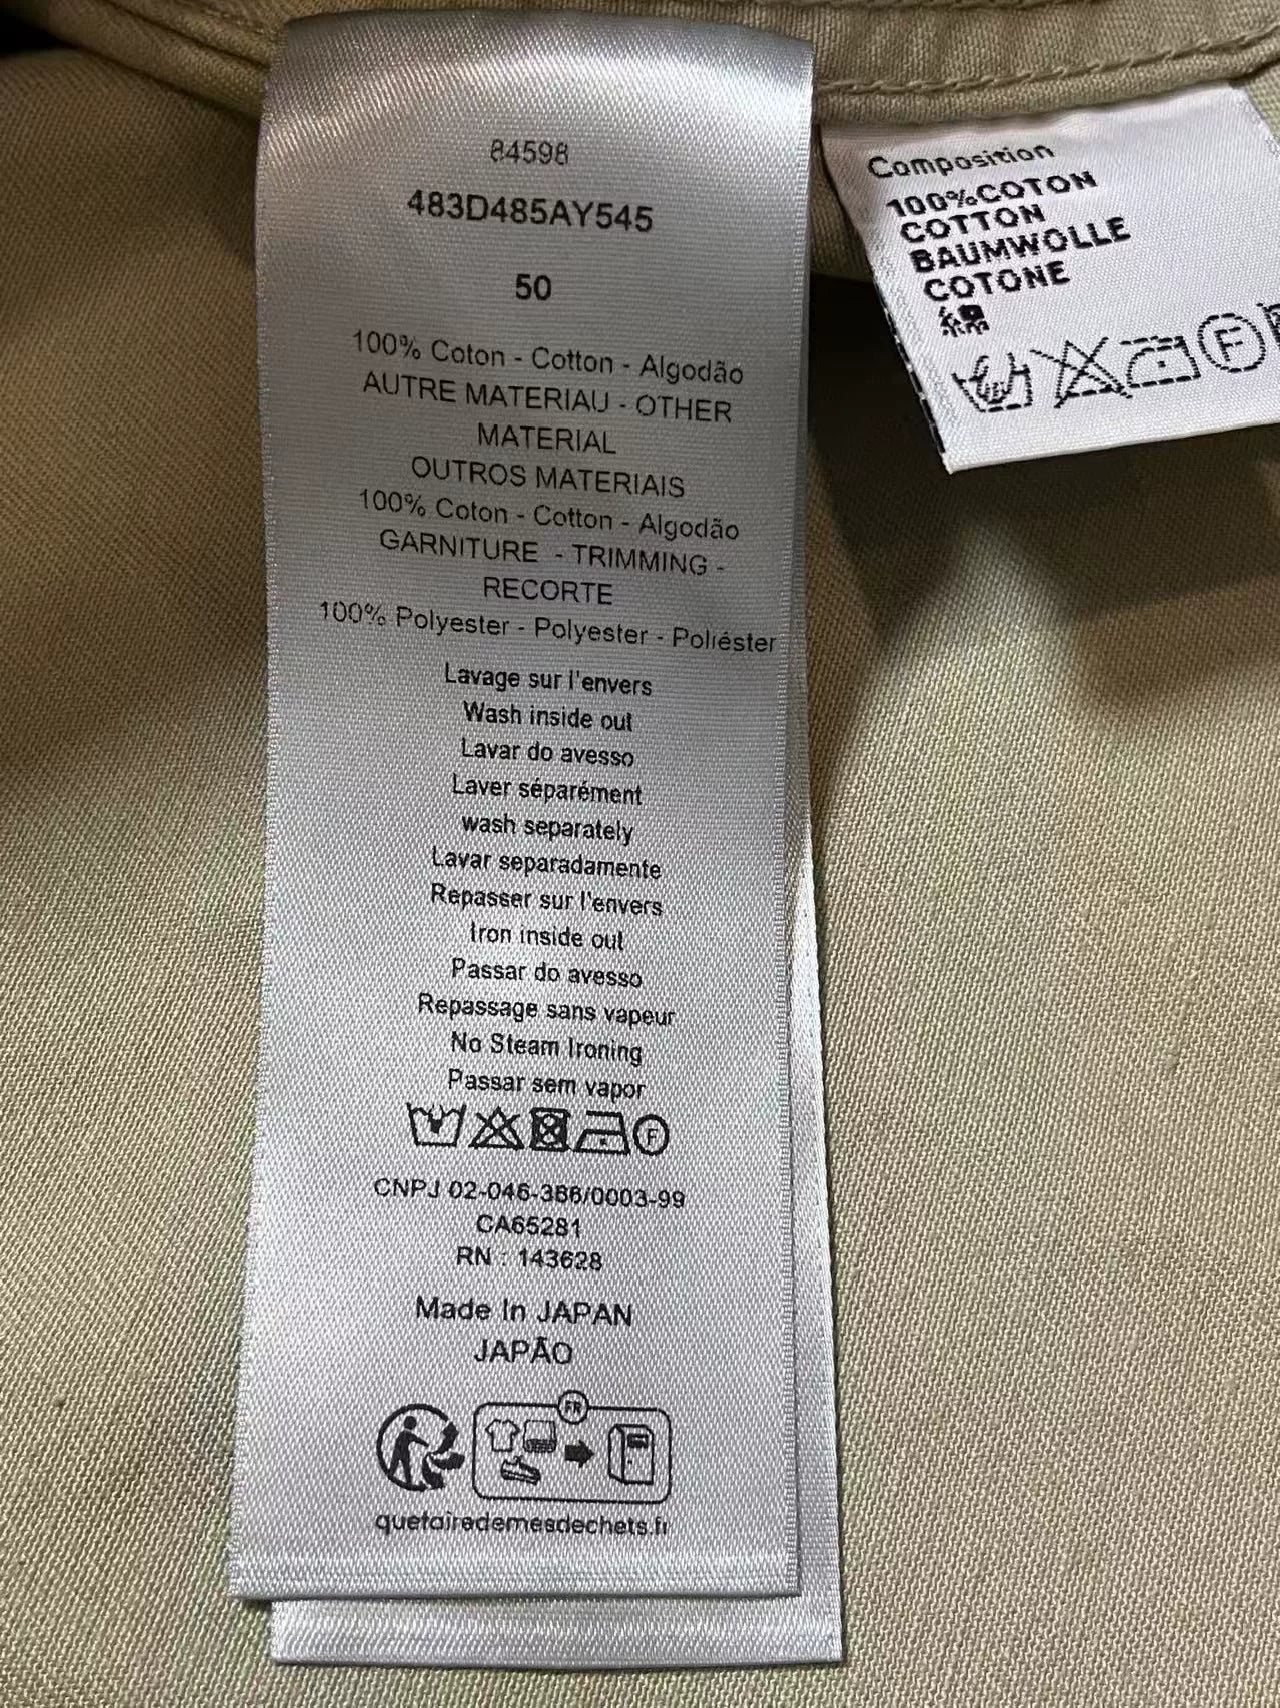 84598
483D485AY545
50
100% Coton - Cotton - Algodão
AUTRE MATERIAU - OTHER
MATERIAL
OUTROS MATERIAIS
100% Coton - Cotton - Algodão
GARNITURE - TRIMMING -
RECORTE
100% Polyester - Polyester - Poliéster
Lavage sur l'envers
Wash inside out
Lavar do avesso
Laver séparément
wash separately
Lavar separadamente
Repasser sur l'envers
Iron inside out
Passar do avesso
Repassage sans vapeur
No Steam Ironing
Passar sem vapor
F
CNPJ 02-046-386/0003-99
CA65281
RN : 143628
Made In JAPAN
JAPÃO
FR
quefairedemesdechets.fr
Composition
100%COTON
COTTON
BAUMWOLLE
COTONE
綿
F